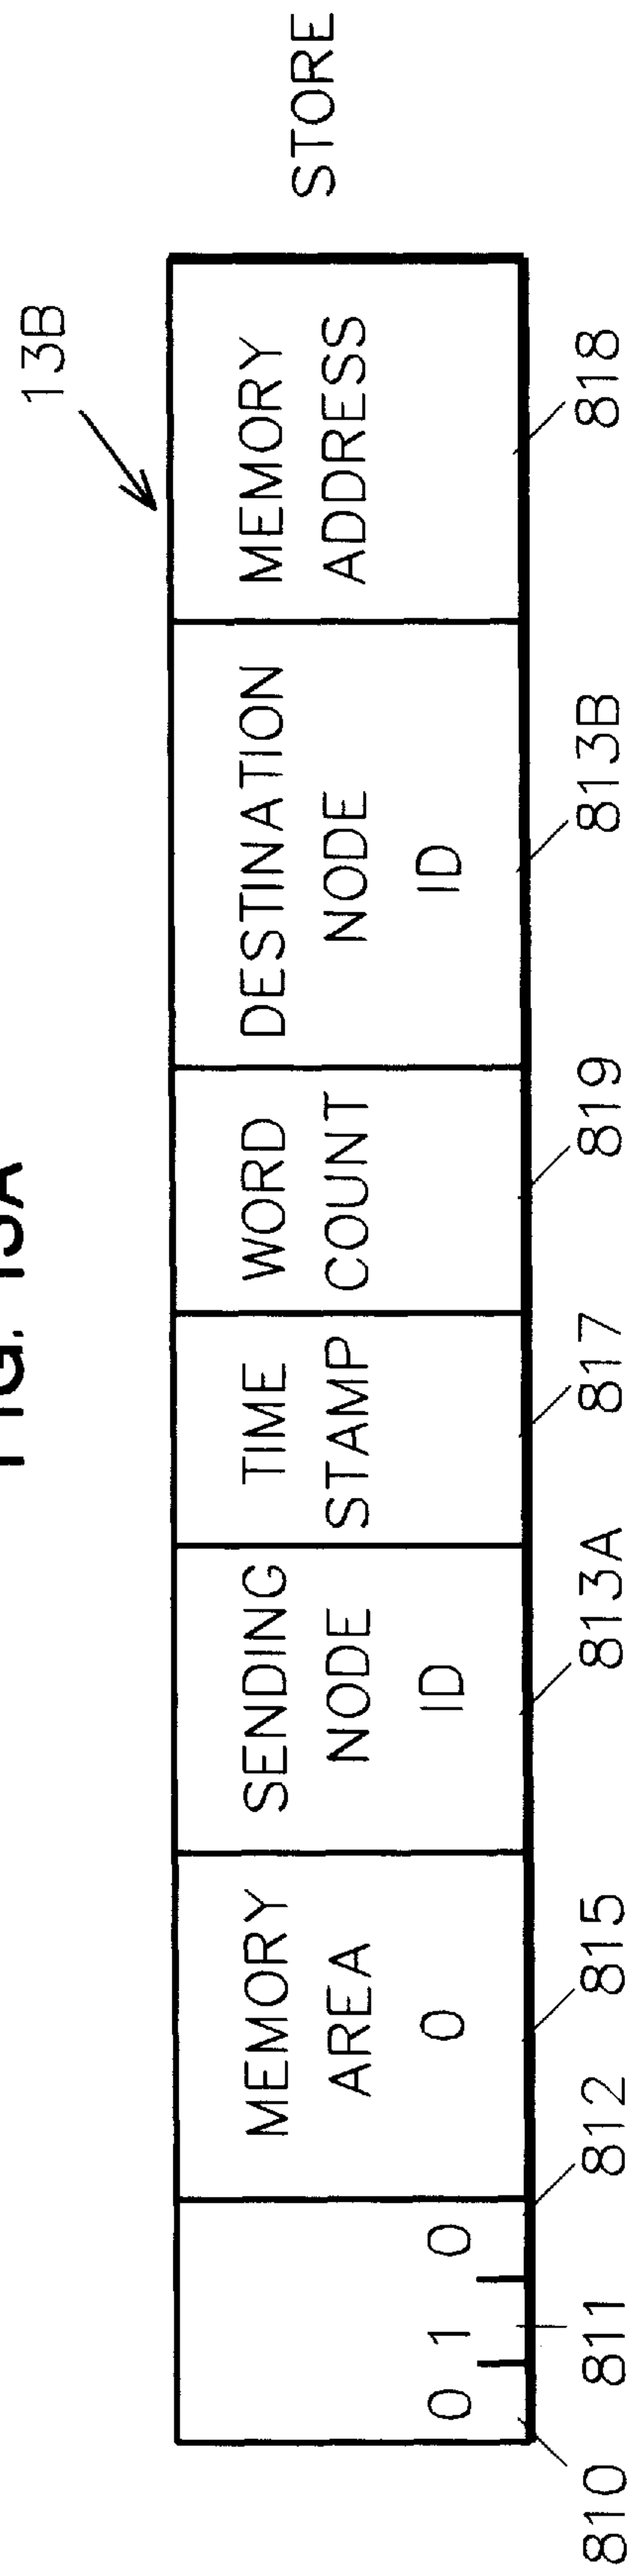 FIG. 13A
13B
0 1 0
MEMORY
AREA
0
SENDING
NODE
ID
TIME
STAMP
WORD
COUNT
DESTINATION
NODE
ID
MEMORY
ADDRESS
STORE
810
811
812
815
813A
817
819
813B
818